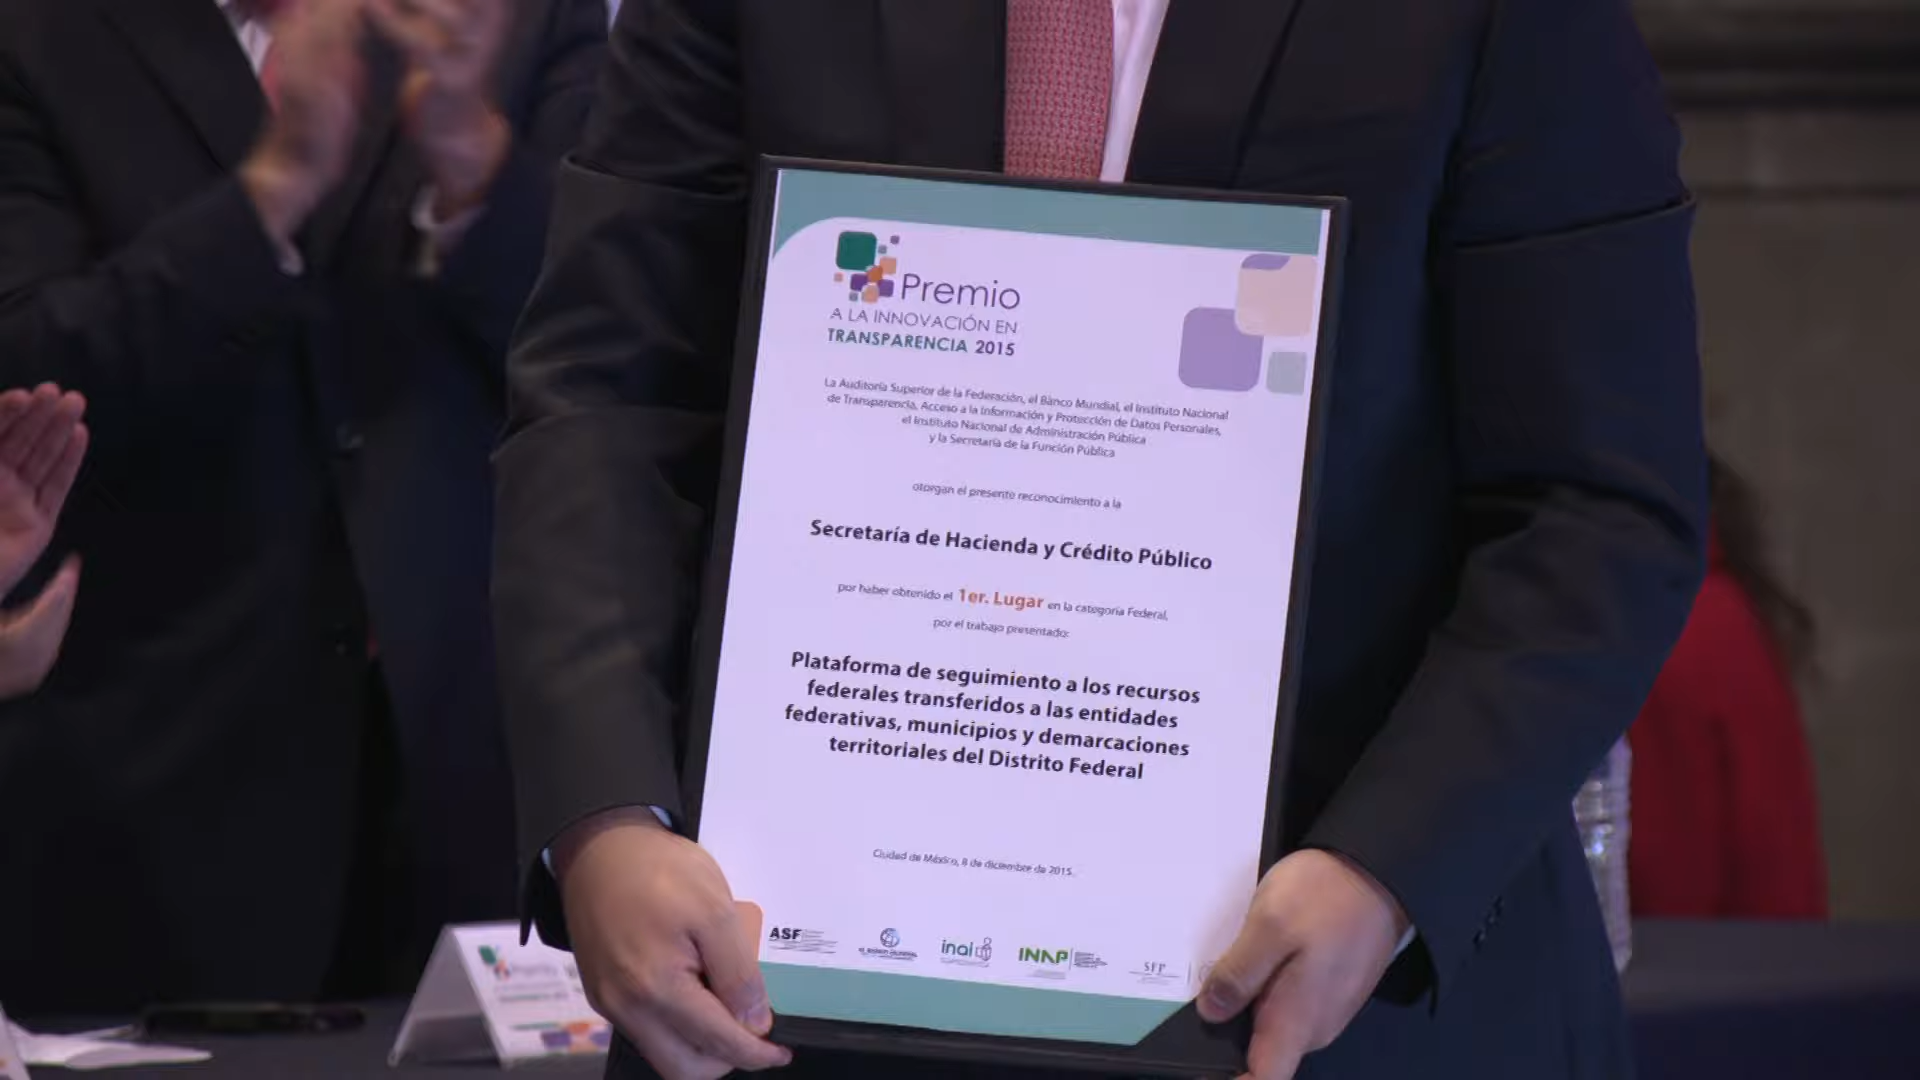 Premio
A LA INNOVACIÓN EN
TRANSPARENCIA 2015
La Auditoría Superior de la Federación, el Banco Mundial, el Instituto Nacional
de Transparencia, Acceso a la Información y Protección de Datos Personales,
el Instituto Nacional de Administración Pública
y la Secretaría de la Función Pública
otorgan el presente reconocimiento a la
Secretaría de Hacienda y Crédito Público
por haber obtenido el 1er. Lugar en la categoría Federal,
por el trabajo presentado:
Plataforma de seguimiento a los recursos
federales transferidos a las entidades
federativas, municipios y demarcaciones
territoriales del Distrito Federal
Ciudad de México, 8 de diciembre de 2015.
ASF
inai
INAP
SFP